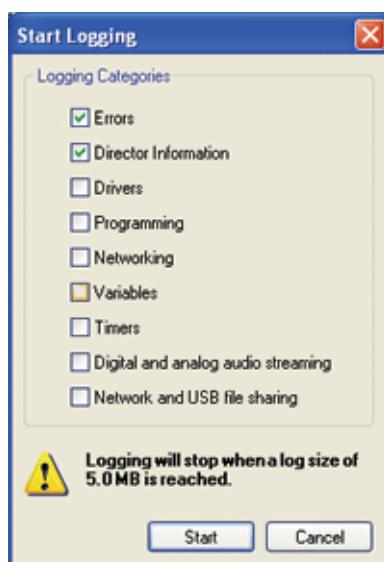 Start Logging
Logging Categories
Errors
Director Information
Drivers
Programming
Networking
Variables
Timers
Digital and analog audio streaming
Network and USB file sharing
Logging will stop when a log size of
5.0 MB is reached.
Start Cancel